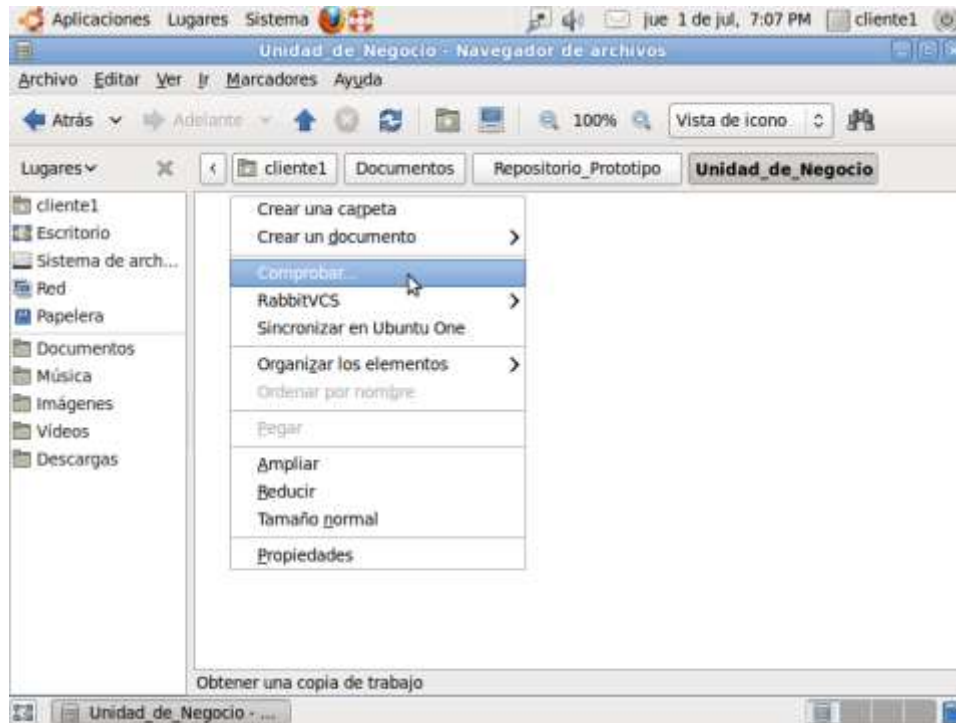 Aplicaciones Lugares Sistema jue 1 de jul, 7:07 PM cliente1
Unidad_de_Negocio - Navegador de archivos
Archivo Editar Ver Ir Marcadores Ayuda
Atrás Adelante 100% Vista de icono
Lugares cliente1 Documentos Repositorio_Prototipo Unidad_de_Negocio
cliente1
Escritorio
Sistema de arch...
Red
Papelera
Documentos
Música
Imágenes
Vídeos
Descargas
Crear una carpeta
Crear un documento
Comprobar...
RabbitVCS
Sincronizar en Ubuntu One
Organizar los elementos
Ordenar por nombre
Pegar
Ampliar
Reducir
Tamaño normal
Propiedades
Obtener una copia de trabajo
Unidad_de_Negocio - ...